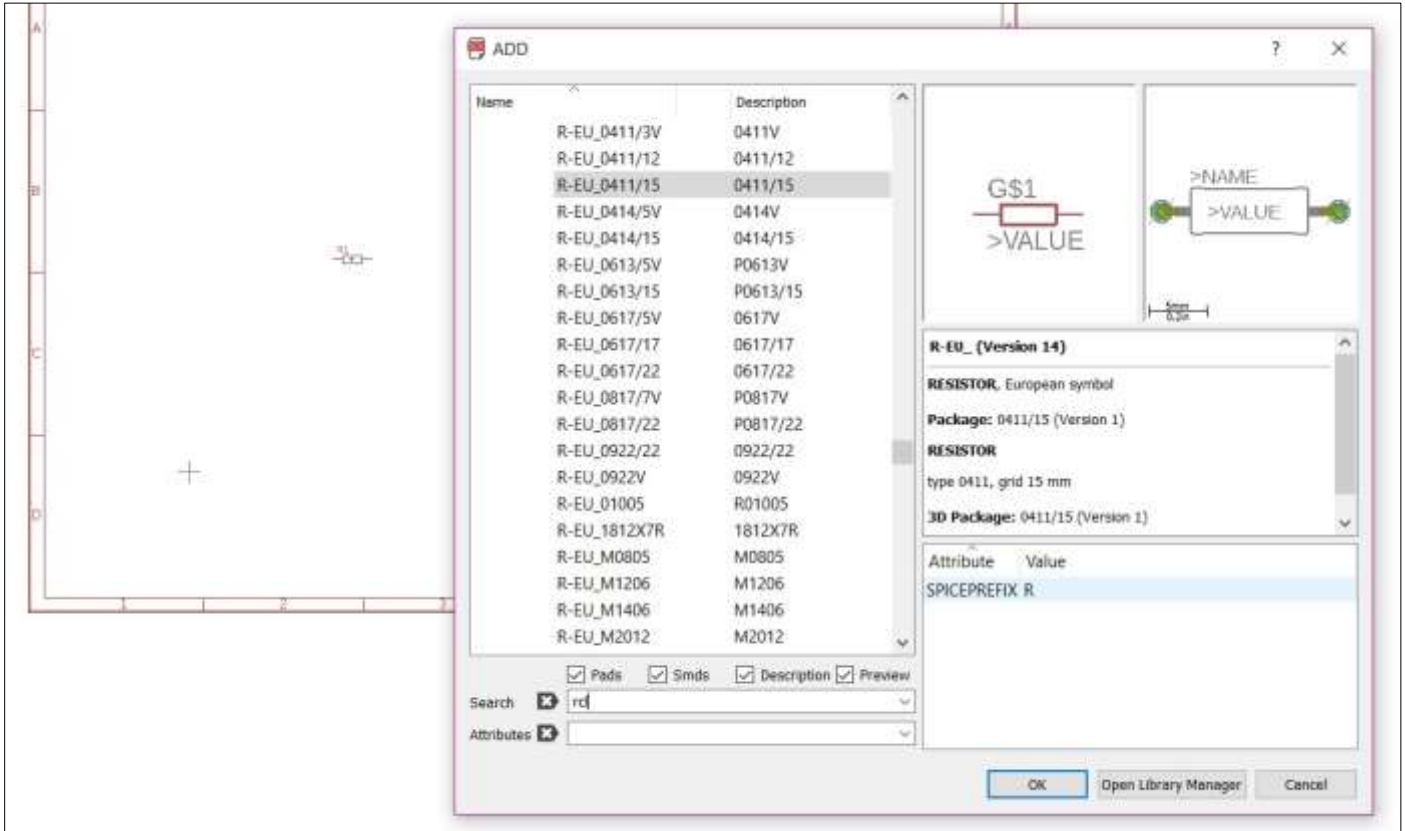 A
B
C
D
1
2
3
ADD
?
Name Description
R-EU_0411/3V 0411V
R-EU_0411/12 0411/12
R-EU_0411/15 0411/15
R-EU_0414/5V 0414V
R-EU_0414/15 0414/15
R-EU_0613/5V P0613V
R-EU_0613/15 P0613/15
R-EU_0617/5V 0617V
R-EU_0617/17 0617/17
R-EU_0617/22 0617/22
R-EU_0817/7V P0817V
R-EU_0817/22 P0817/22
R-EU_0922/22 0922/22
R-EU_0922V 0922V
R-EU_01005 R01005
R-EU_1812X7R 1812X7R
R-EU_M0805 M0805
R-EU_M1206 M1206
R-EU_M1406 M1406
R-EU_M2012 M2012
Pads Smds Description Preview
Search
Attributes
G$1
>VALUE
>NAME
>VALUE
5mm
0.2in
R-EU_ (Version 14)
RESISTOR, European symbol
Package: 0411/15 (Version 1)
RESISTOR
type 0411, grid 15 mm
3D Package: 0411/15 (Version 1)
Attribute Value
SPICEPREFIX R
OK Open Library Manager Cancel